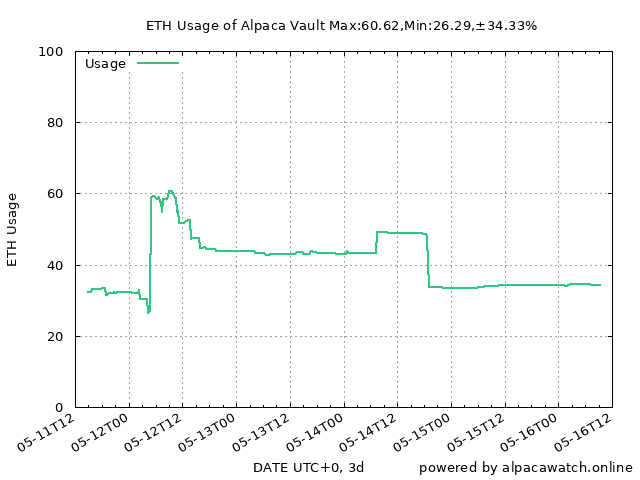 ETH Usage of Alpaca Vault Max:60.62,Min:26.29,±34.33%
Usage
100
80
60
40
20
0
ETH Usage
05-11T12
05-12T00
05-12T12
05-13T00
05-13T12
05-14T00
05-14T12
05-15T00
05-15T12
05-16T00
05-16T12
DATE UTC+0, 3d
powered by alpacawatch.online